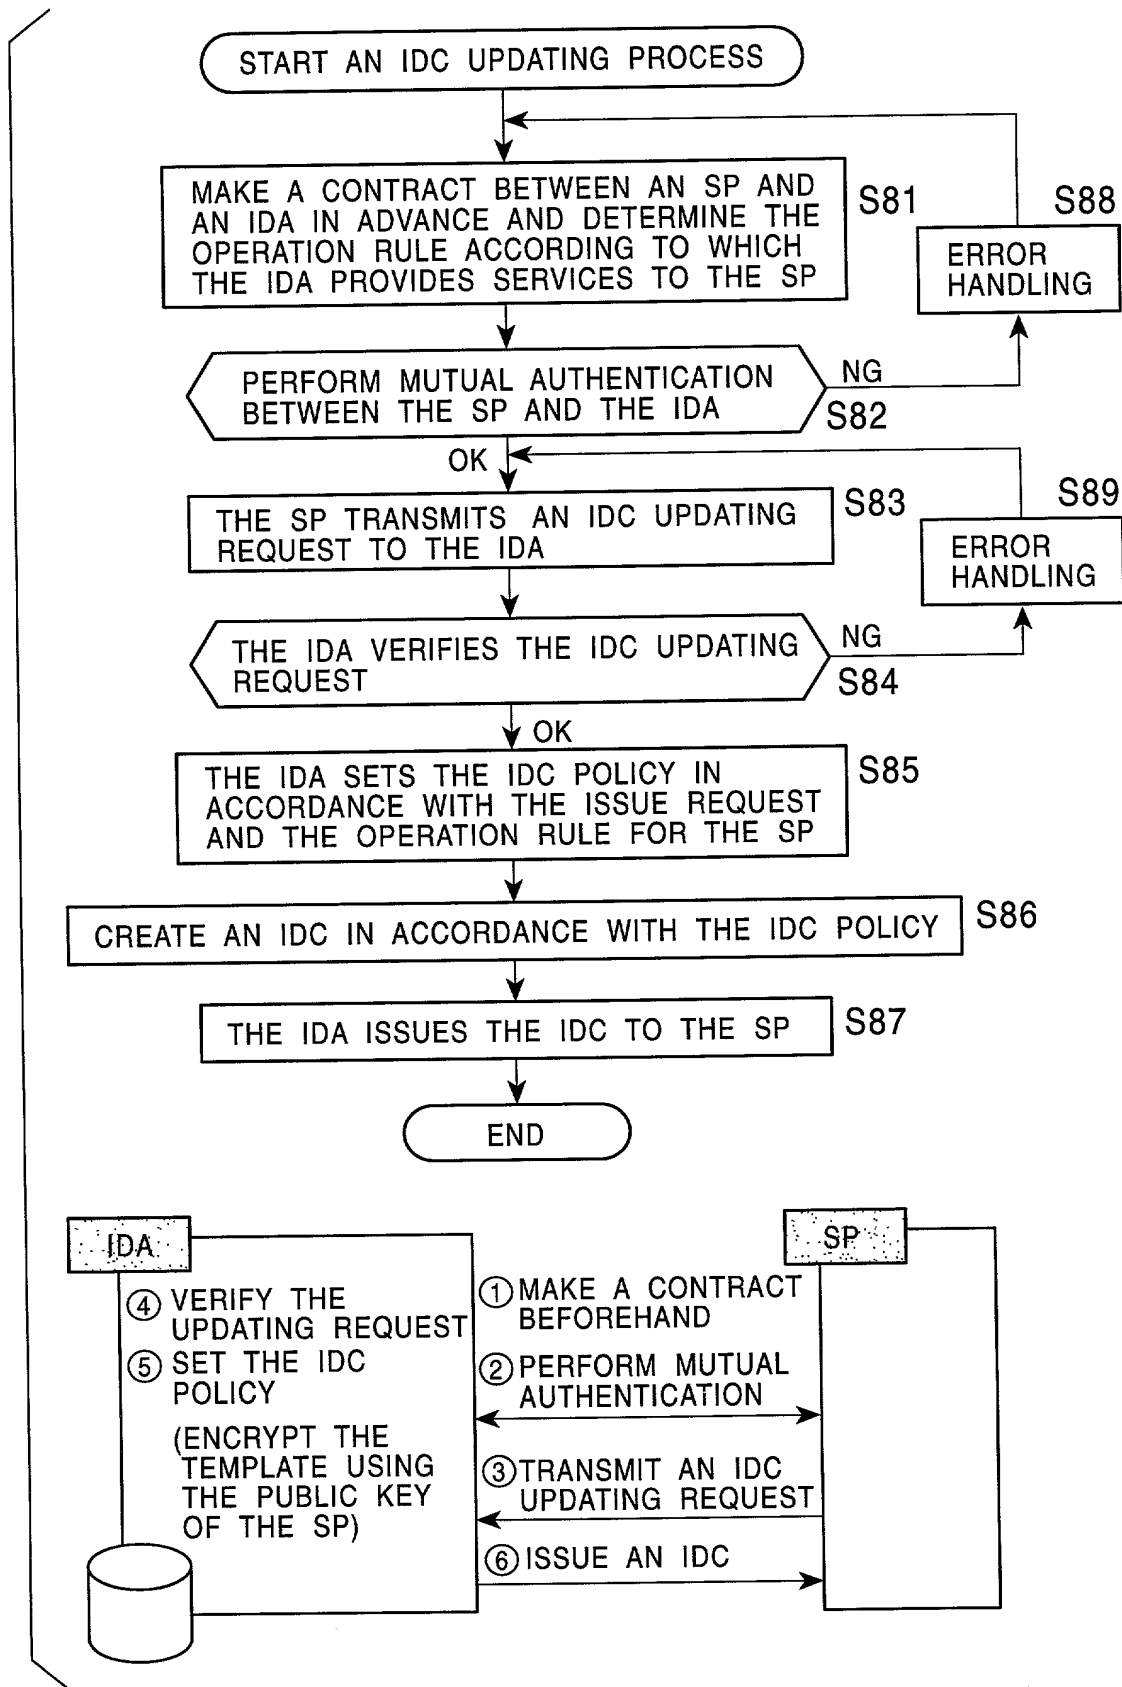 START AN IDC UPDATING PROCESS
MAKE A CONTRACT BETWEEN AN SP AND
AN IDA IN ADVANCE AND DETERMINE THE
OPERATION RULE ACCORDING TO WHICH
THE IDA PROVIDES SERVICES TO THE SP
S81
S88
ERROR
HANDLING
PERFORM MUTUAL AUTHENTICATION
BETWEEN THE SP AND THE IDA
NG
S82
OK
THE SP TRANSMITS AN IDC UPDATING
REQUEST TO THE IDA
S83
S89
ERROR
HANDLING
THE IDA VERIFIES THE IDC UPDATING
REQUEST
NG
S84
OK
THE IDA SETS THE IDC POLICY IN
ACCORDANCE WITH THE ISSUE REQUEST
AND THE OPERATION RULE FOR THE SP
S85
CREATE AN IDC IN ACCORDANCE WITH THE IDC POLICY
S86
THE IDA ISSUES THE IDC TO THE SP
S87
END
IDA
④ VERIFY THE
UPDATING REQUEST
⑤ SET THE IDC
POLICY
(ENCRYPT THE
TEMPLATE USING
THE PUBLIC KEY
OF THE SP)
① MAKE A CONTRACT
BEFOREHAND
② PERFORM MUTUAL
AUTHENTICATION
③ TRANSMIT AN IDC
UPDATING REQUEST
⑥ ISSUE AN IDC
SP